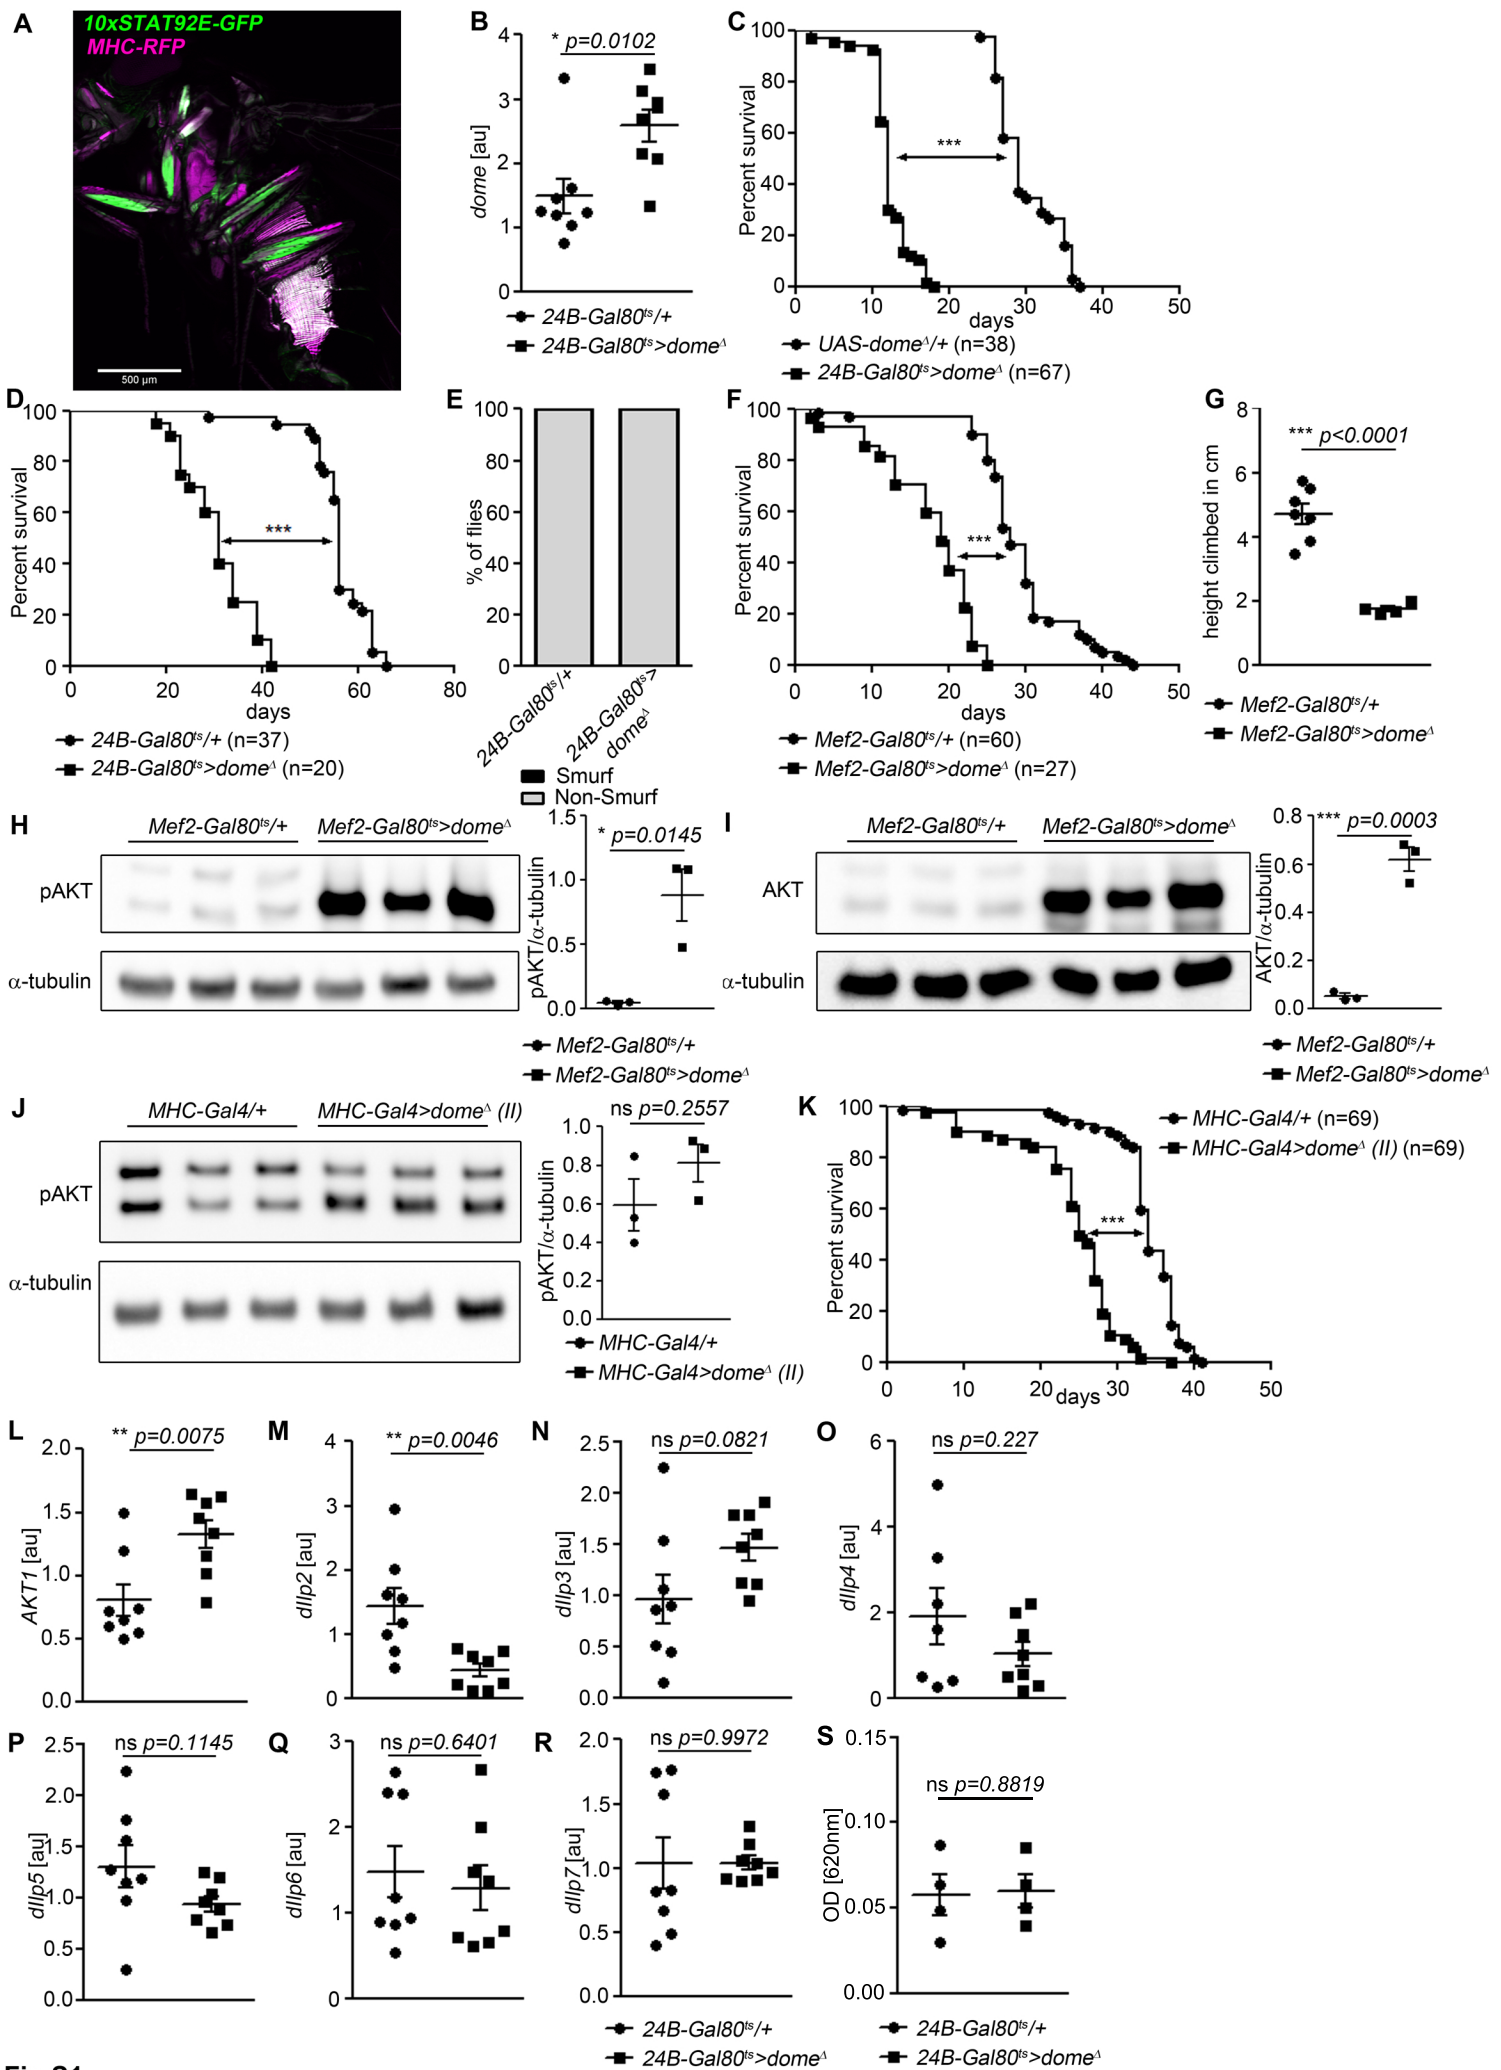 A
10xSTAT92E-GFP
MHC-RFP
500 µm
B
* p=0.0102
dome [au]
4
3
2
1
0
24B-Gal80ts/+
24B-Gal80ts>domeΔ
C
Percent survival
100
80
60
40
20
0
***
0 10 20 30 40 50
days
UAS-domeΔ/+ (n=38)
24B-Gal80ts>domeΔ (n=67)
D
Percent survival
100
80
60
40
20
0
***
0 20 40 60 80
days
24B-Gal80ts/+ (n=37)
24B-Gal80ts>domeΔ (n=20)
E
% of flies
100
80
60
40
20
0
24B-Gal80ts/+
24B-Gal80ts>
domeΔ
Smurf
Non-Smurf
F
Percent survival
100
80
60
40
20
0
***
0 10 20 30 40 50
days
Mef2-Gal80ts/+ (n=60)
Mef2-Gal80ts>domeΔ (n=27)
G
height climbed in cm
8
6
4
2
0
*** p<0.0001
Mef2-Gal80ts/+
Mef2-Gal80ts>domeΔ
H
Mef2-Gal80ts/+ Mef2-Gal80ts>domeΔ
pAKT
α-tubulin
pAKT/α-tubulin
1.5
1.0
0.5
0.0
* p=0.0145
Mef2-Gal80ts/+
Mef2-Gal80ts>domeΔ
I
Mef2-Gal80ts/+ Mef2-Gal80ts>domeΔ
AKT
α-tubulin
AKT/α-tubulin
0.8
0.6
0.4
0.2
0.0
*** p=0.0003
Mef2-Gal80ts/+
Mef2-Gal80ts>domeΔ
J
MHC-Gal4/+ MHC-Gal4>domeΔ (II)
pAKT
α-tubulin
ns p=0.2557
pAKT/α-tubulin
1.0
0.8
0.6
0.4
0.2
0.0
MHC-Gal4/+
MHC-Gal4>domeΔ (II)
K
Percent survival
100
80
60
40
20
0
***
0 10 20 30 40 50
days
MHC-Gal4/+ (n=69)
MHC-Gal4>domeΔ (II) (n=69)
L
** p=0.0075
AKT1 [au]
2.0
1.5
1.0
0.5
0.0
M
** p=0.0046
dIlp2 [au]
4
3
2
1
0
N
ns p=0.0821
dIlp3 [au]
2.5
2.0
1.5
1.0
0.5
0.0
O
ns p=0.227
dIlp4 [au]
6
4
2
0
P
ns p=0.1145
dIlp5 [au]
2.5
2.0
1.5
1.0
0.5
0.0
Q
ns p=0.6401
dIlp6 [au]
3
2
1
0
R
ns p=0.9972
dIlp7 [au]
2.0
1.5
1.0
0.5
0.0
24B-Gal80ts/+
24B-Gal80ts>domeΔ
S
ns p=0.8819
OD [620nm]
0.15
0.10
0.05
0.00
24B-Gal80ts/+
24B-Gal80ts>domeΔ